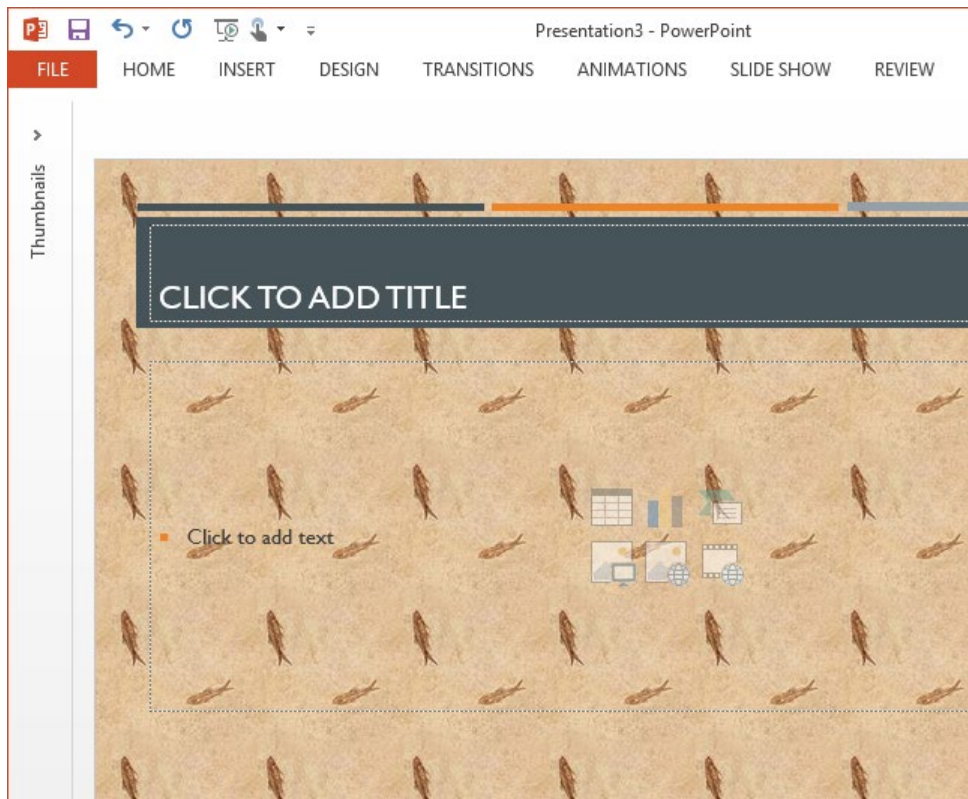 Presentation3 - PowerPoint
FILE HOME INSERT DESIGN TRANSITIONS ANIMATIONS SLIDE SHOW REVIEW
Thumbnails
CLICK TO ADD TITLE
Click to add text